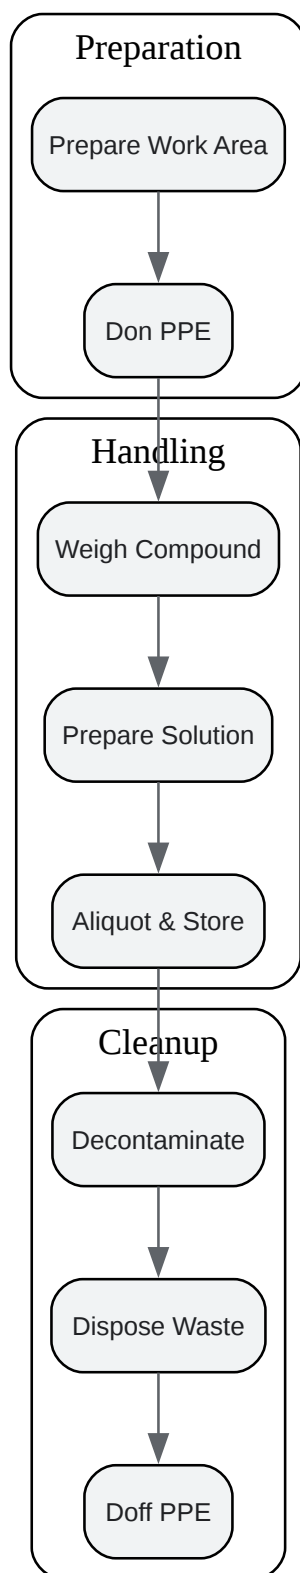 Preparation
Prepare Work Area
Don PPE
Handling
Weigh Compound
Prepare Solution
Aliquot & Store
Cleanup
Decontaminate
Dispose Waste
Doff PPE